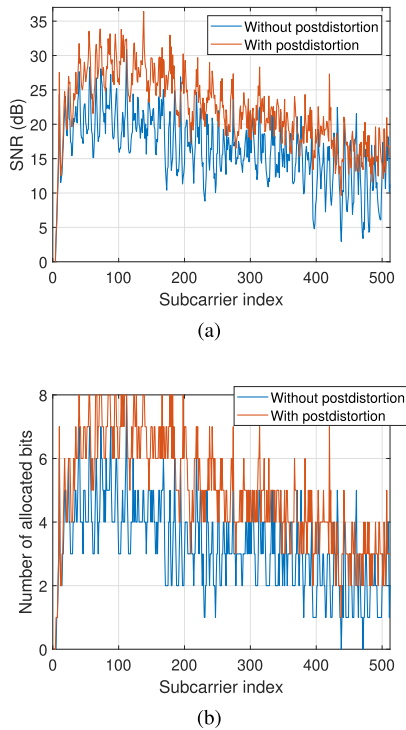 Without postdistortion
With postdistortion
35
30
25
20
15
10
5
0
SNR (dB)
0 100 200 300 400 500
Subcarrier index
(a)
Without postdistortion
With postdistortion
8
6
4
2
0
Number of allocated bits
0 100 200 300 400 500
Subcarrier index
(b)